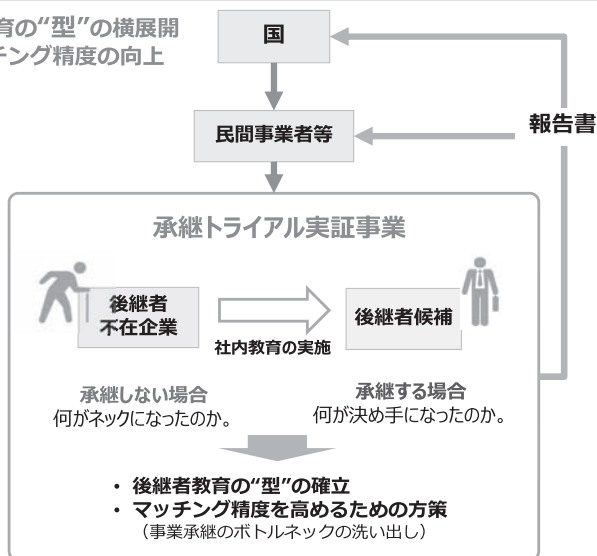 育の“型”の横展開
チング精度の向上
国
民間事業者等
報告書
承継トライアル実証事業
後継者
不在企業
社内教育の実施
後継者候補
承継しない場合
何がネックになったのか。
承継する場合
何が決め手になったのか。
・ 後継者教育の“型”の確立
・ マッチング精度を高めるための方策
（事業承継のボトルネックの洗い出し）